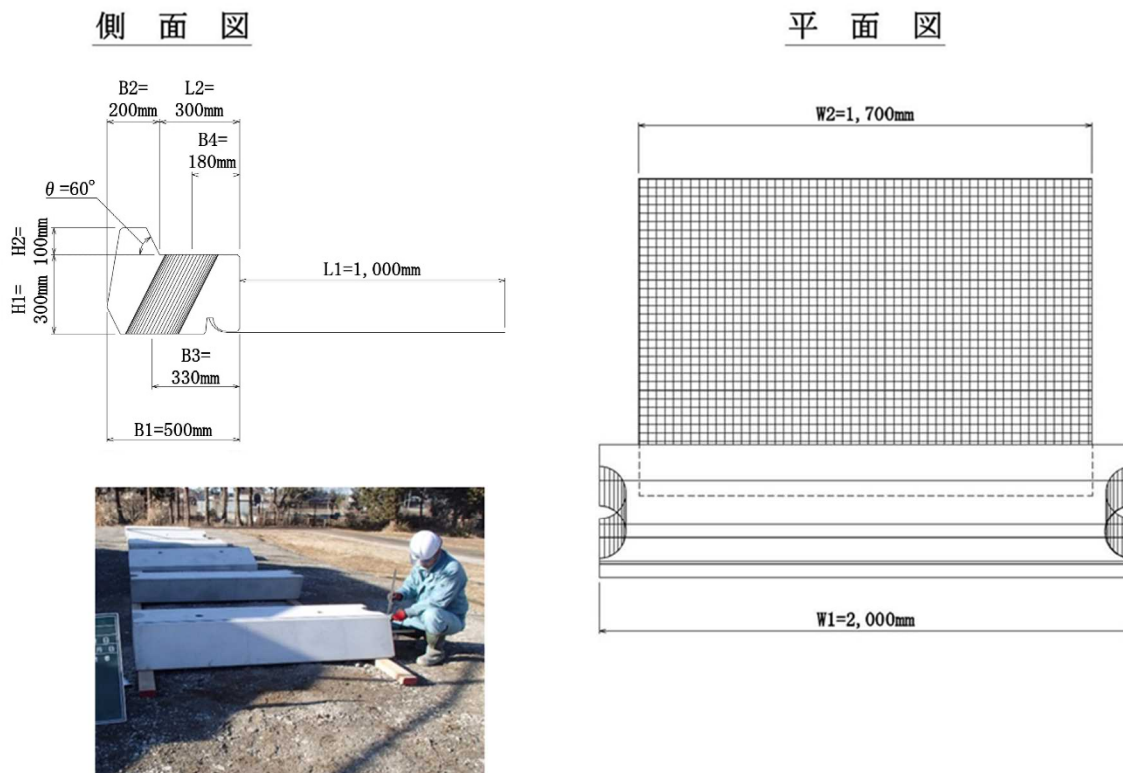 側 面 図
平 面 図
B2=
200mm
L2=
300mm
B4=
180mm
θ=60°
H2=
100mm
H1=
300mm
L1=1,000mm
B3=
330mm
B1=500mm
W2=1,700mm
W1=2,000mm